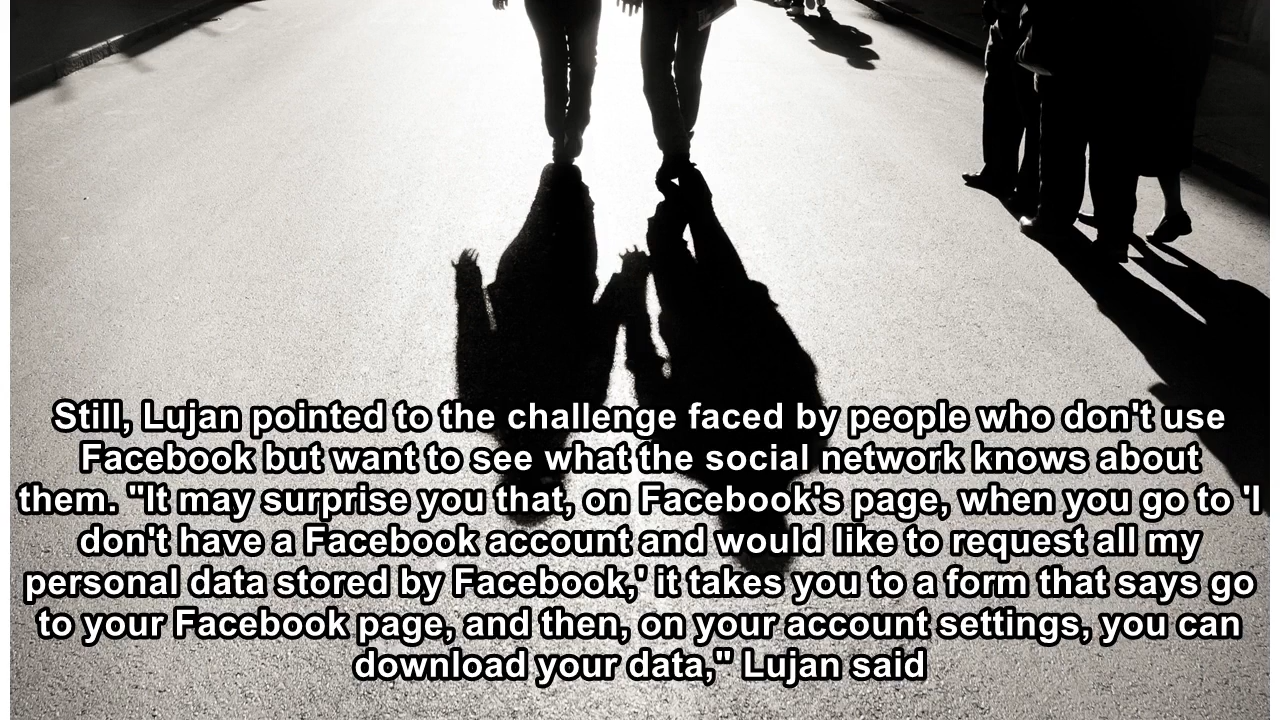 Still, Lujan pointed to the challenge faced by people who don't use
Facebook but want to see what the social network knows about
them. "It may surprise you that, on Facebook's page, when you go to 'I
don't have a Facebook account and would like to request all my
personal data stored by Facebook,' it takes you to a form that says go
to your Facebook page, and then, on your account settings, you can
download your data," Lujan said